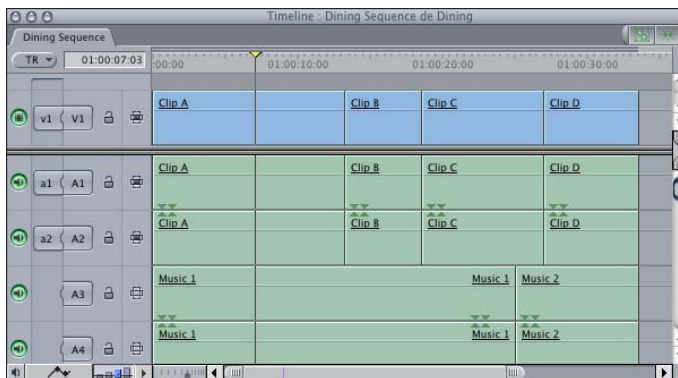 Timeline : Dining Sequence de Dining
Dining Sequence
TR 01:00:07:03 :00:00 01:00:10:00 01:00:20:00 01:00:30:00
v1 V1 Clip A Clip B Clip C Clip D
a1 A1 Clip A Clip B Clip C Clip D
a2 A2 Clip A Clip B Clip C Clip D
A3 Music 1 Music 1 Music 2
A4 Music 1 Music 1 Music 2